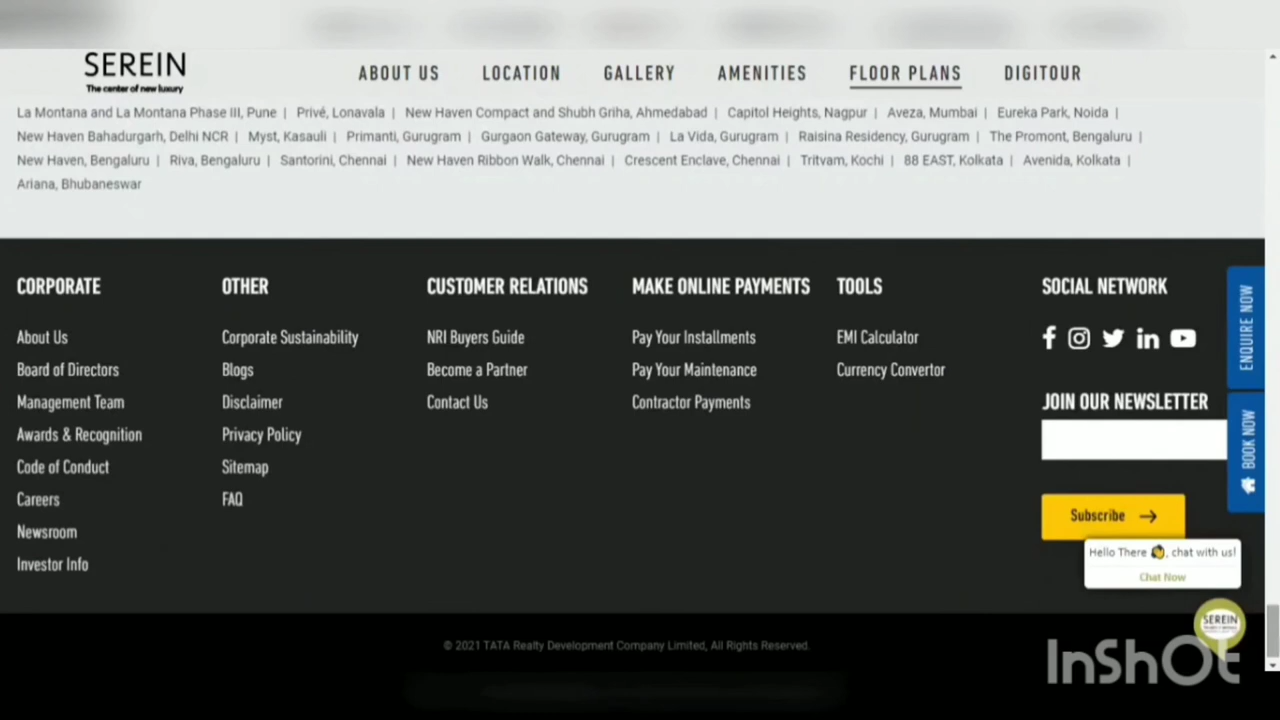 SEREIN
The center of new luxury
ABOUT US LOCATION GALLERY AMENITIES FLOOR PLANS DIGITOUR
La Montana and La Montana Phase III, Pune | Privé, Lonavala | New Haven Compact and Shubh Griha, Ahmedabad | Capitol Heights, Nagpur | Aveza, Mumbai | Eureka Park, Noida |
New Haven Bahadurgarh, Delhi NCR | Myst, Kasauli | Primanti, Gurugram | Gurgaon Gateway, Gurugram | La Vida, Gurugram | Raisina Residency, Gurugram | The Promont, Bengaluru |
New Haven, Bengaluru | Riva, Bengaluru | Santorini, Chennai | New Haven Ribbon Walk, Chennai | Crescent Enclave, Chennai | Tritvam, Kochi | 88 EAST, Kolkata | Avenida, Kolkata |
Ariana, Bhubaneswar
CORPORATE
About Us
Board of Directors
Management Team
Awards & Recognition
Code of Conduct
Careers
Newsroom
Investor Info
OTHER
Corporate Sustainability
Blogs
Disclaimer
Privacy Policy
Sitemap
FAQ
CUSTOMER RELATIONS
NRI Buyers Guide
Become a Partner
Contact Us
MAKE ONLINE PAYMENTS
Pay Your Installments
Pay Your Maintenance
Contractor Payments
TOOLS
EMI Calculator
Currency Convertor
SOCIAL NETWORK
JOIN OUR NEWSLETTER
Subscribe
ENQUIRE NOW
BOOK NOW
Hello There 👋, chat with us!
Chat Now
SEREIN
© 2021 TATA Realty Development Company Limited, All Rights Reserved.
InShOt